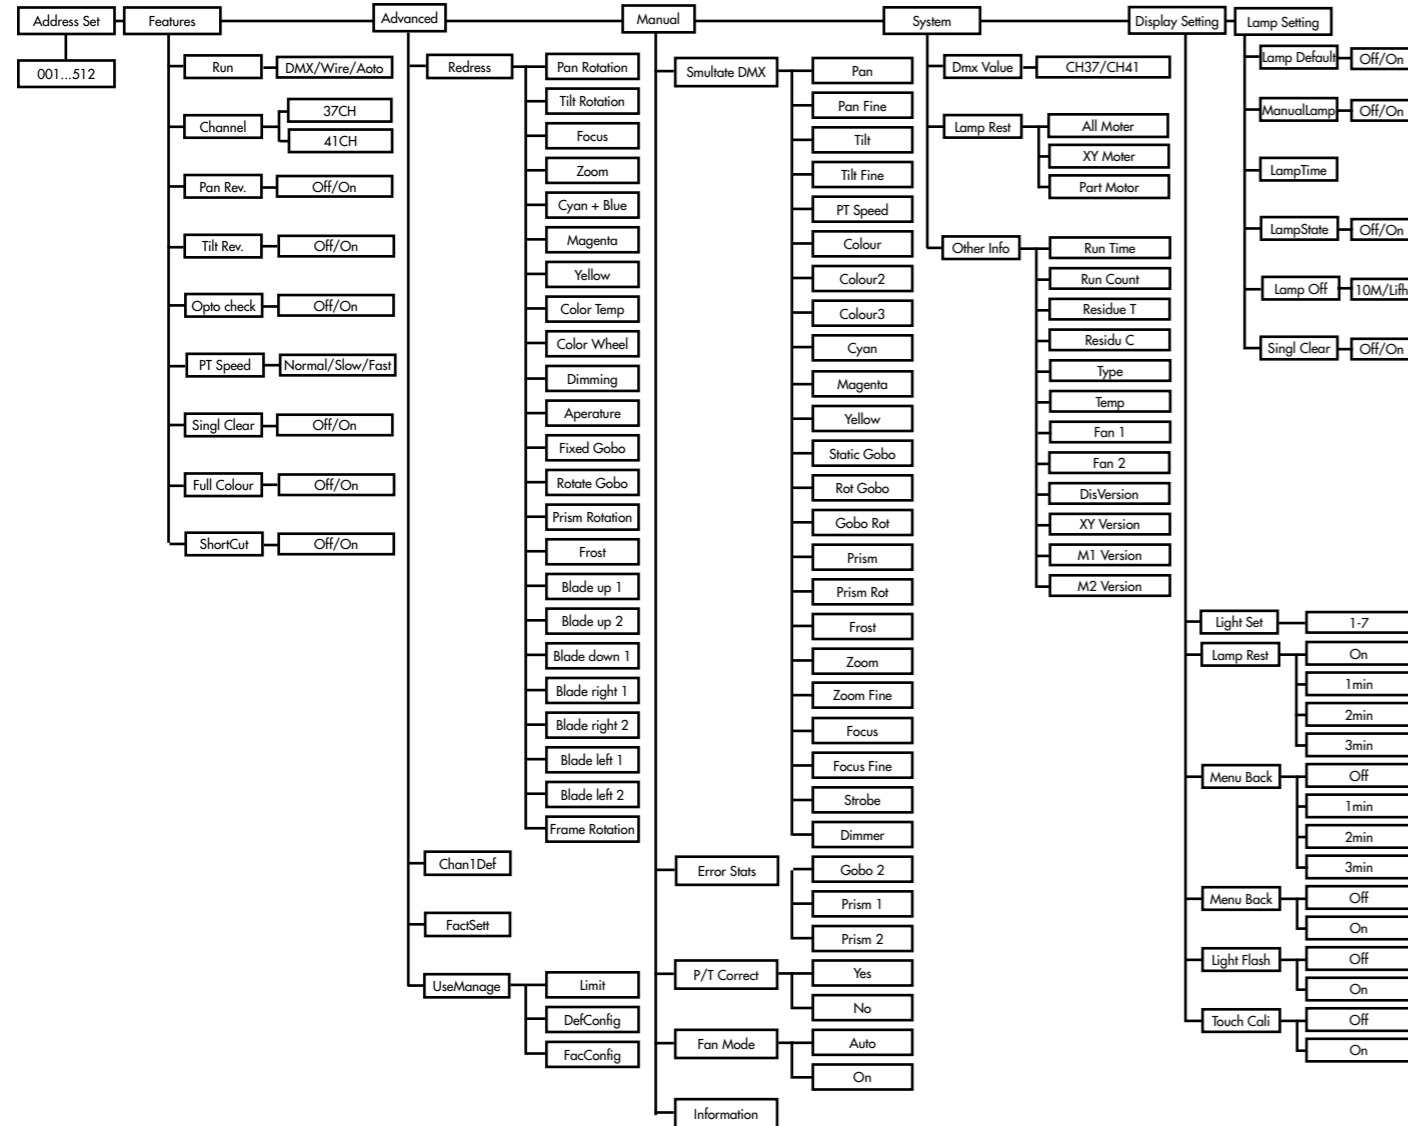 Address Set
001...512
Features
Run
DMX/Wire/Aoto
Channel
37CH
41CH
Pan Rev.
Off/On
Tilt Rev.
Off/On
Opto check
Off/On
PT Speed
Normal/Slow/Fast
Singl Clear
Off/On
Full Colour
Off/On
ShortCut
Off/On
Advanced
Redress
Pan Rotation
Tilt Rotation
Focus
Zoom
Cyan + Blue
Magenta
Yellow
Color Temp
Color Wheel
Dimming
Aperature
Fixed Gobo
Rotate Gobo
Prism Rotation
Frost
Blade up 1
Blade up 2
Blade down 1
Blade right 1
Blade right 2
Blade left 1
Blade left 2
Frame Rotation
Chan1Def
FactSett
UseManage
Limit
DefConfig
FacConfig
Manual
Smultate DMX
Pan
Pan Fine
Tilt
Tilt Fine
PT Speed
Colour
Colour2
Colour3
Cyan
Magenta
Yellow
Static Gobo
Rot Gobo
Gobo Rot
Prism
Prism Rot
Frost
Zoom
Zoom Fine
Focus
Focus Fine
Strobe
Dimmer
Error Stats
Gobo 2
Prism 1
Prism 2
P/T Correct
Yes
No
Fan Mode
Auto
On
Information
System
Dmx Value
CH37/CH41
Lamp Rest
All Moter
XY Moter
Part Motor
Other Info
Run Time
Run Count
Residue T
Residu C
Type
Temp
Fan 1
Fan 2
DisVersion
XY Version
M1 Version
M2 Version
Display Setting
Light Set
1-7
Lamp Rest
On
1min
2min
3min
Menu Back
Off
1min
2min
3min
Menu Back
Off
On
Light Flash
Off
On
Touch Cali
Off
On
Lamp Setting
Lamp Default
Off/On
ManualLamp
Off/On
LampTime
LampState
Off/On
Lamp Off
10M/Lifh
Singl Clear
Off/On